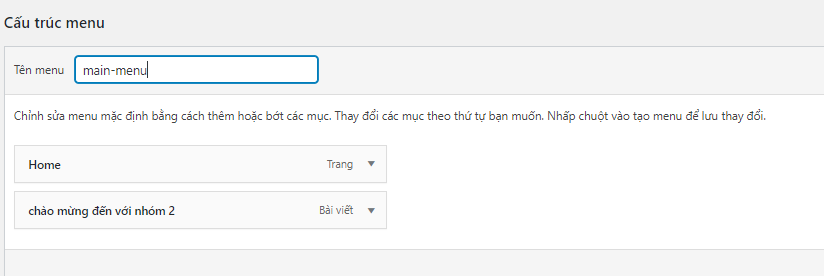 Cấu trúc menu
Tên menu main-menu
Chỉnh sửa menu mặc định bằng cách thêm hoặc bớt các mục. Thay đổi các mục theo thứ tự bạn muốn. Nhấp chuột vào tạo menu để lưu thay đổi.
Home Trang
chào mừng đến với nhóm 2 Bài viết